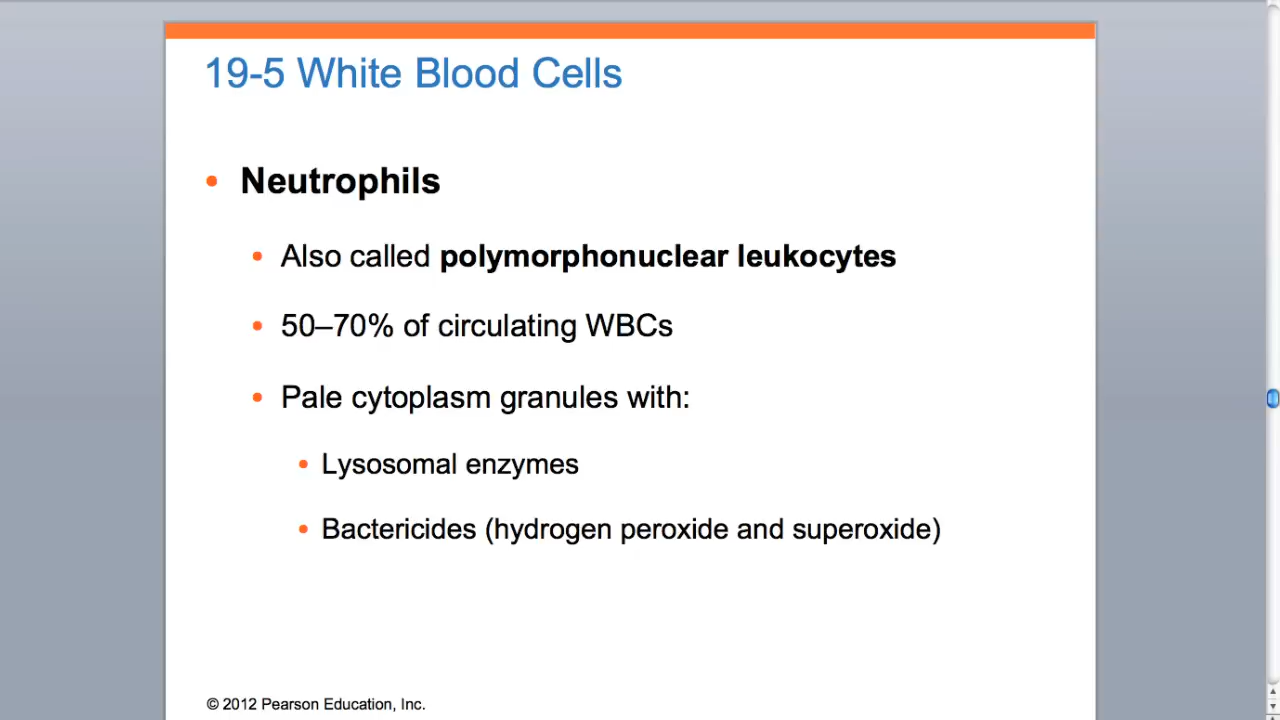 19-5 White Blood Cells
• Neutrophils
• Also called polymorphonuclear leukocytes
• 50–70% of circulating WBCs
• Pale cytoplasm granules with:
• Lysosomal enzymes
• Bactericides (hydrogen peroxide and superoxide)
© 2012 Pearson Education, Inc.